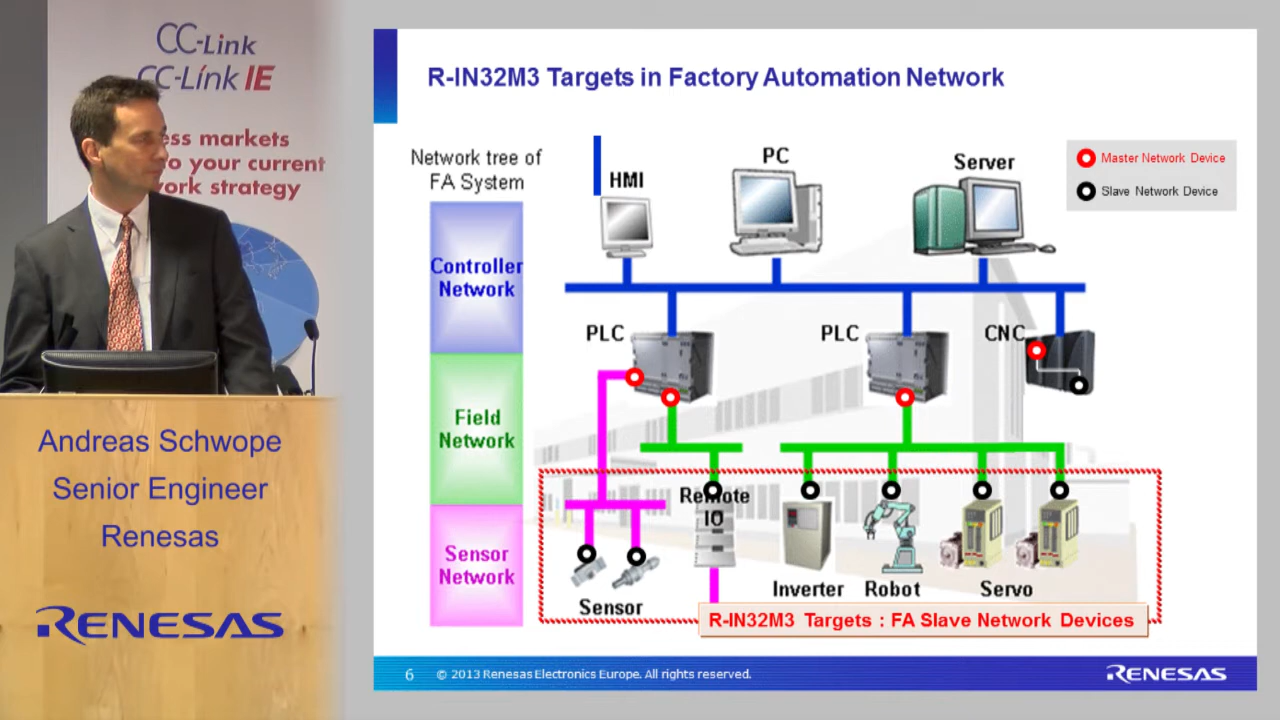 CC-Link
CC-Link IE
ess markets
o your current
ork strategy
Andreas Schwope
Senior Engineer
Renesas
RENESAS
R-IN32M3 Targets in Factory Automation Network
Network tree of
FA System
Controller
Network
Field
Network
Sensor
Network
HMI
PC
Server
Master Network Device
Slave Network Device
PLC
PLC
CNC
Remote
IO
Sensor
Inverter
Robot
Servo
R-IN32M3 Targets : FA Slave Network Devices
6
© 2013 Renesas Electronics Europe. All rights reserved.
RENESAS